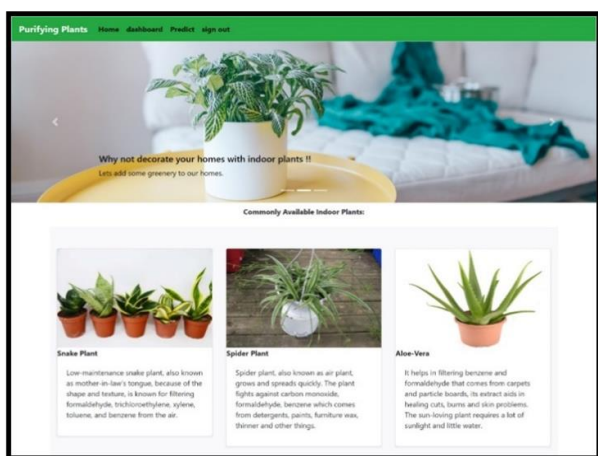 Purifying Plants Home dashboard Predict sign out
Why not decorate your homes with indoor plants !!
Lets add some greenery to our homes.
Commonly Available Indoor Plants:
Snake Plant
Low-maintenance snake plant, also known
as mother-in-law's tongue, because of the
shape and texture, is known for filtering
formaldehyde, trichloroethylene, xylene,
toluene, and benzene from the air.
Spider Plant
Spider plant, also known as air plant,
grows and spreads quickly. The plant
fights against carbon monoxide,
formaldehyde, benzene which comes
from detergents, paints, furniture wax,
thinner and other things.
Aloe-Vera
It helps in filtering benzene and
formaldehyde that comes from carpets
and particle boards, its extract aids in
healing cuts, burns and skin problems.
The sun-loving plant requires a lot of
sunlight and little water.